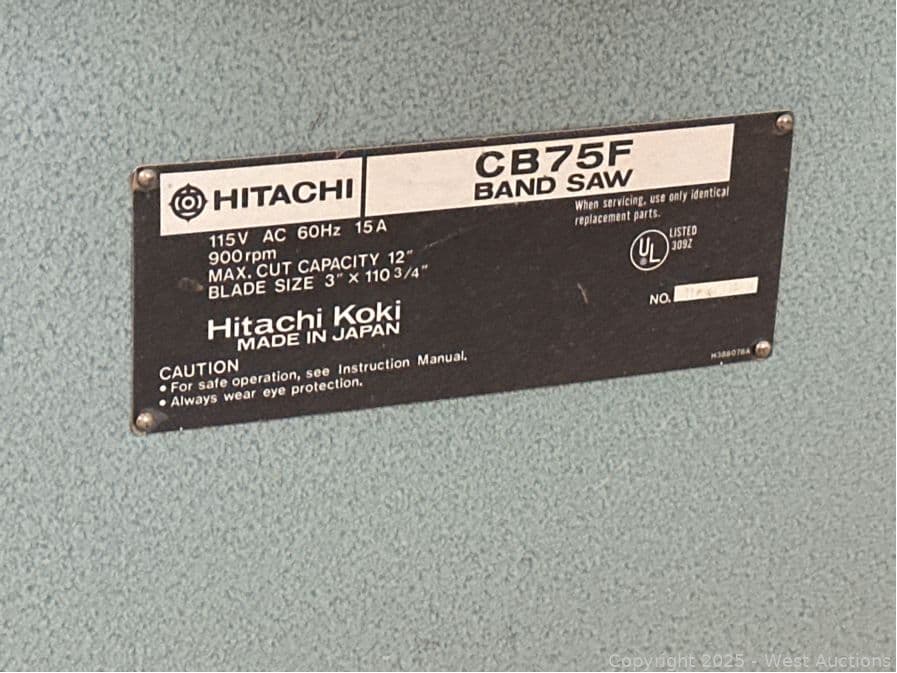 HITACHI
CB75F
BAND SAW
115V AC 60Hz 15A
900rpm
MAX. CUT CAPACITY 12"
BLADE SIZE 3" X 110 3/4"
When servicing, use only identical
replacement parts.
UL
LISTED
309Z
NO.
Hitachi Koki
MADE IN JAPAN
CAUTION
• For safe operation, see Instruction Manual.
• Always wear eye protection.
Copyright 2025 - West Auctions